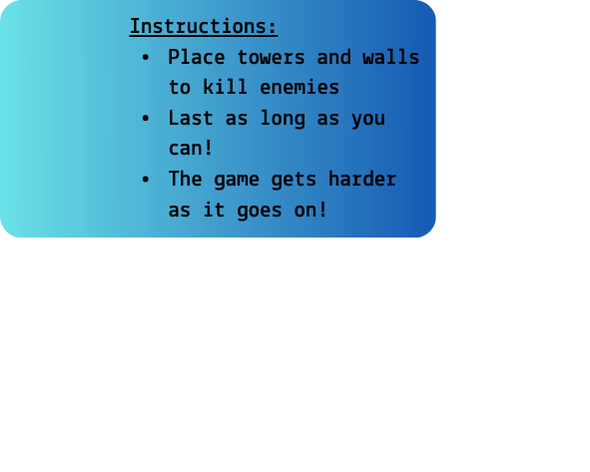 Instructions:
• Place towers and walls
to kill enemies
• Last as long as you
can!
• The game gets harder
as it goes on!